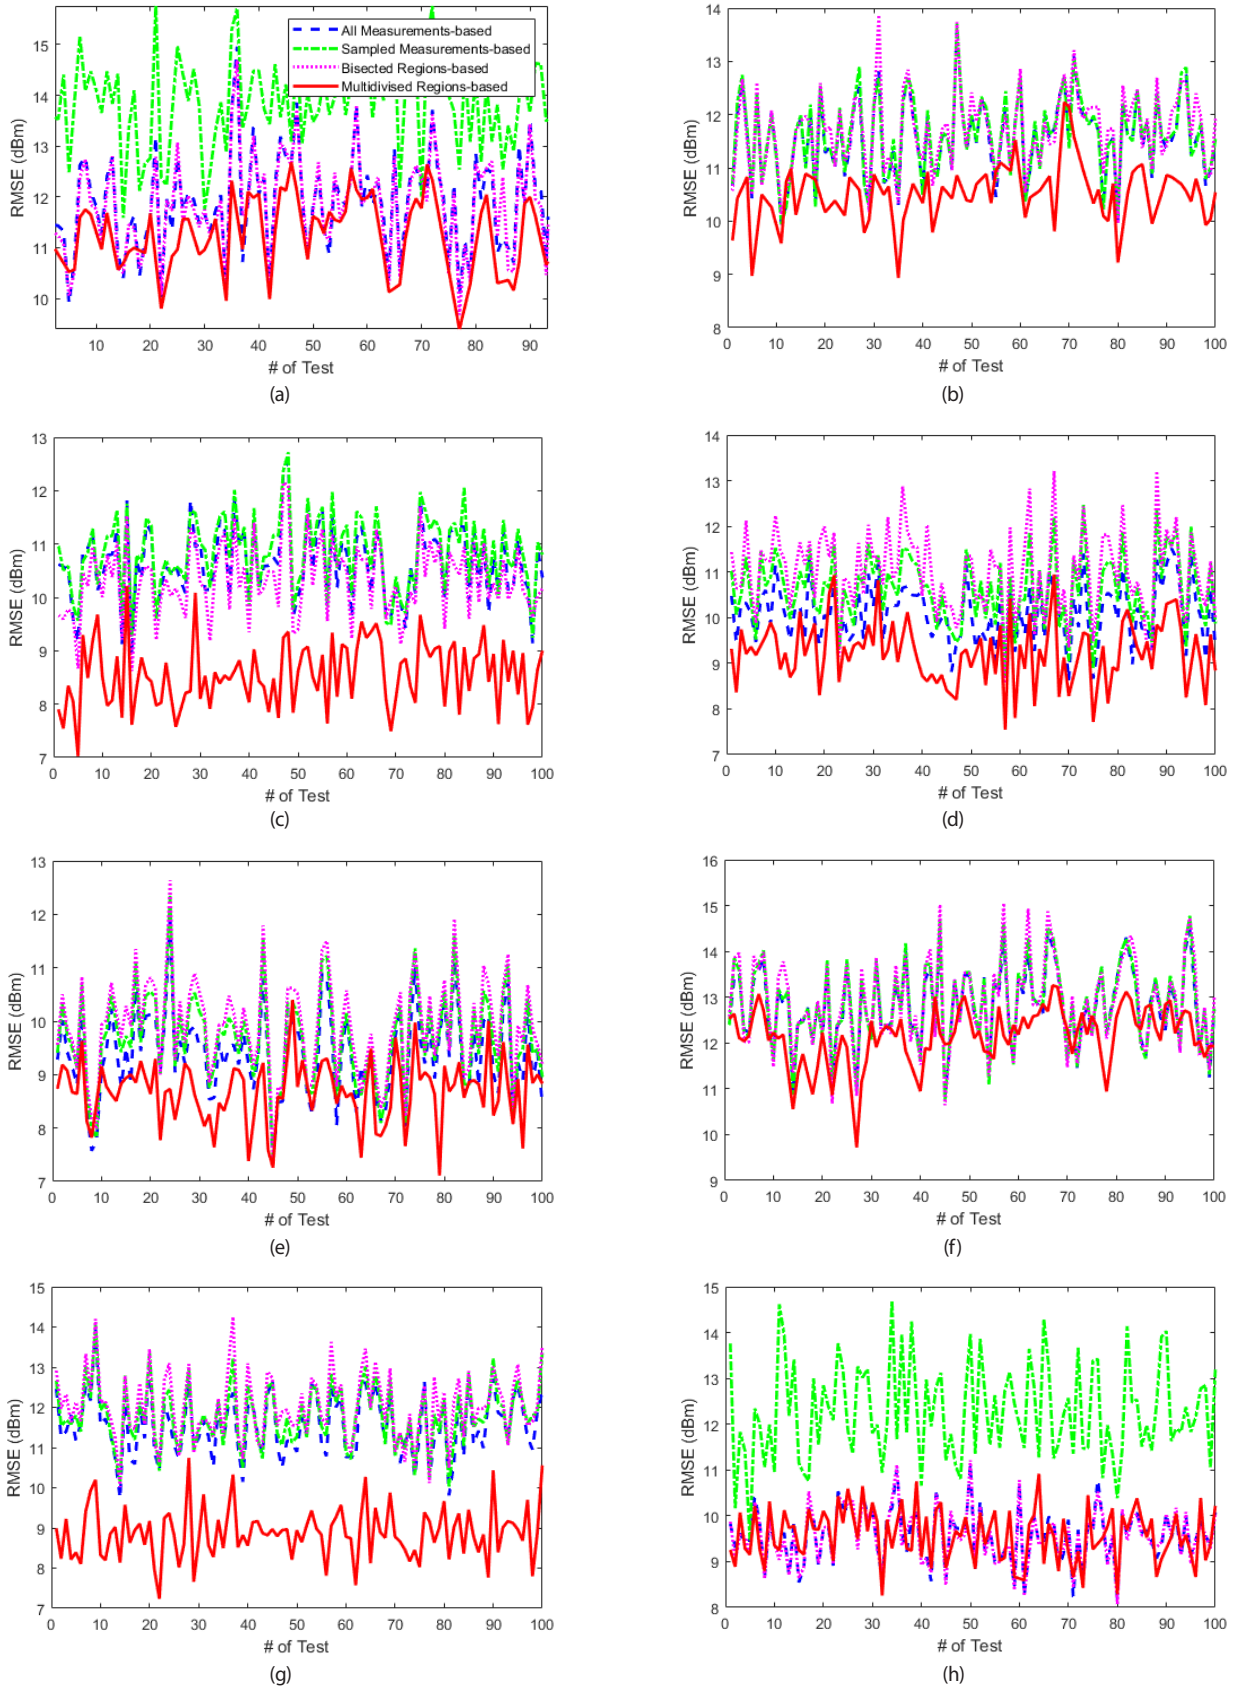 15
14
13
12
11
10
RMSE (dBm)
All Measurements-based
Sampled Measurements-based
Bisected Regions-based
Multidivised Regions-based
10 20 30 40 50 60 70 80 90
# of Test
(a)
14
13
12
11
10
9
8
RMSE (dBm)
0 10 20 30 40 50 60 70 80 90 100
# of Test
(b)
13
12
11
10
9
8
7
RMSE (dBm)
0 10 20 30 40 50 60 70 80 90 100
# of Test
(c)
14
13
12
11
10
9
8
7
RMSE (dBm)
0 10 20 30 40 50 60 70 80 90 100
# of Test
(d)
13
12
11
10
9
8
7
RMSE (dBm)
0 10 20 30 40 50 60 70 80 90 100
# of Test
(e)
16
15
14
13
12
11
10
9
RMSE (dBm)
0 10 20 30 40 50 60 70 80 90 100
# of Test
(f)
15
14
13
12
11
10
9
8
7
RMSE (dBm)
0 10 20 30 40 50 60 70 80 90 100
# of Test
(g)
15
14
13
12
11
10
9
8
RMSE (dBm)
0 10 20 30 40 50 60 70 80 90 100
# of Test
(h)